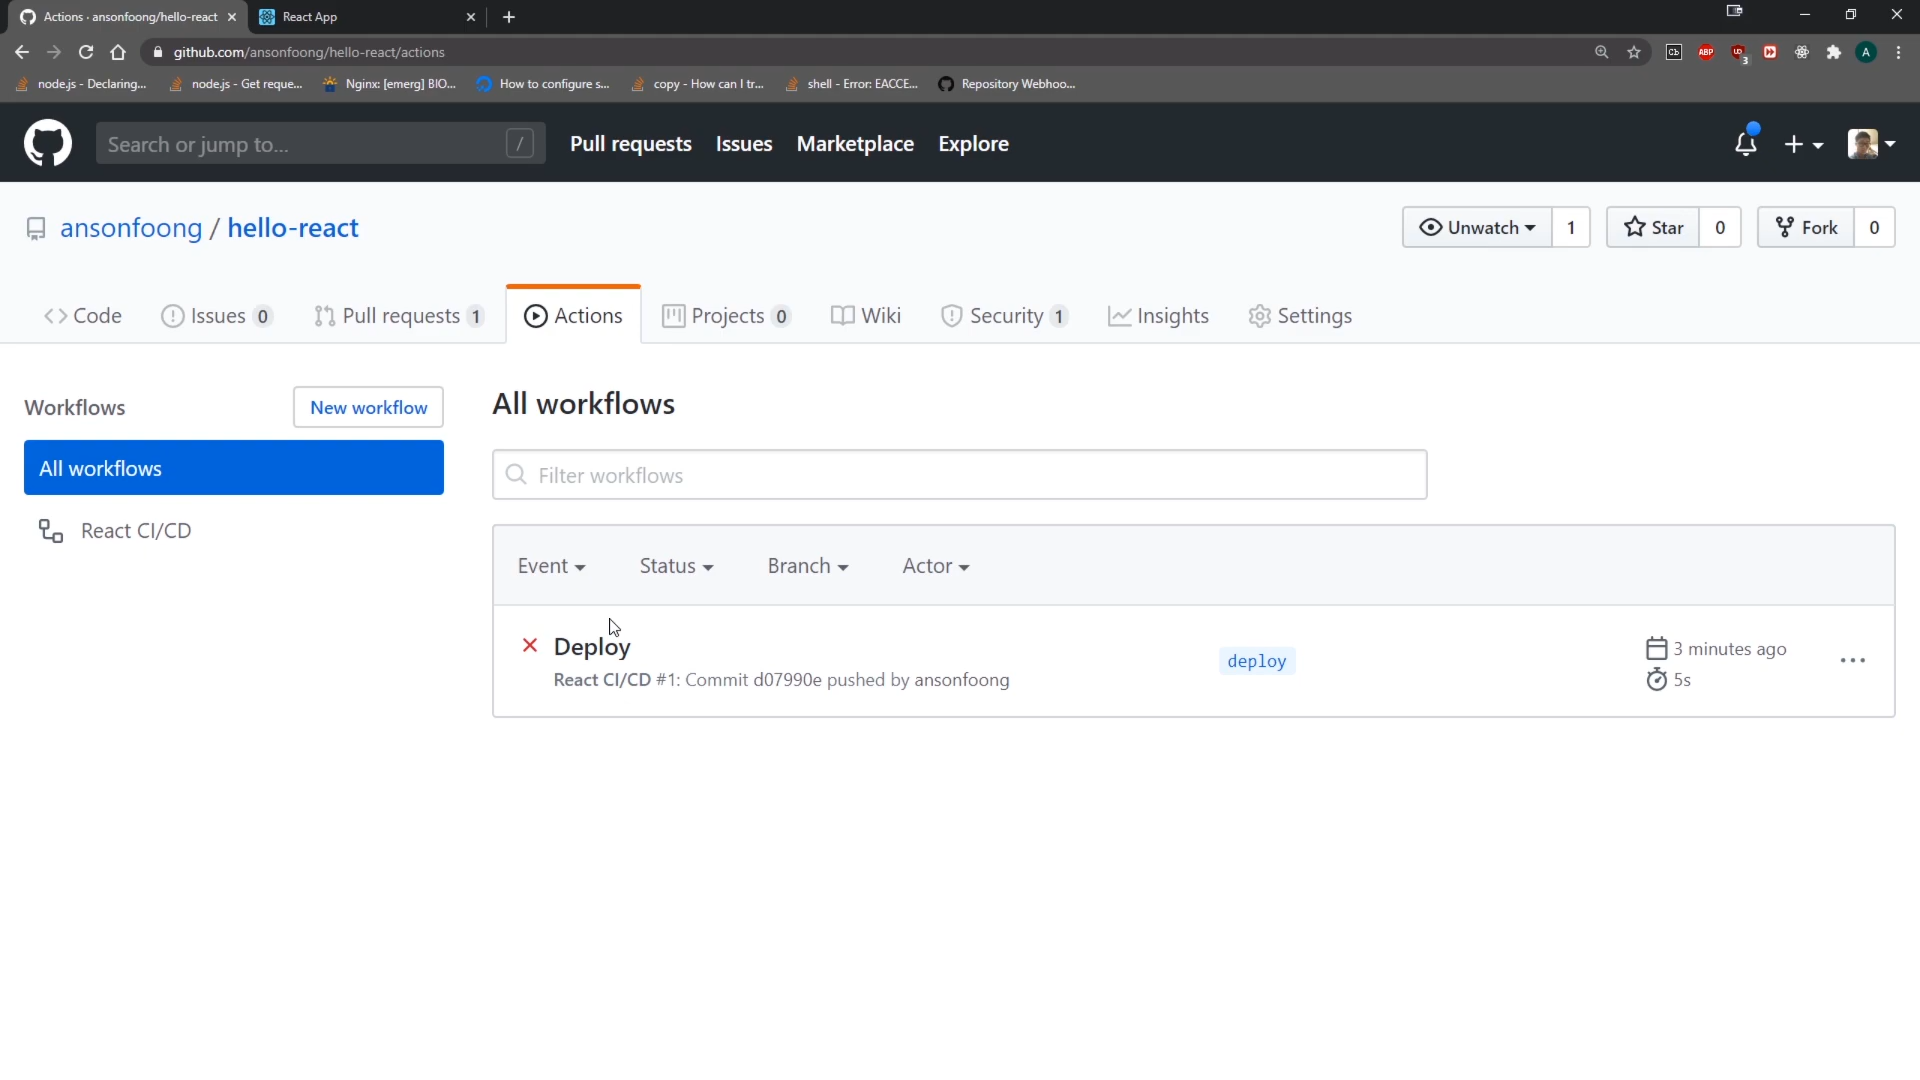 Actions · ansonfoong/hello-react
React App
github.com/ansonfoong/hello-react/actions
3
A
node.js - Declaring...
node.js - Get reque...
Nginx: [emerg] BIO...
How to configure s...
copy - How can I tr...
shell - Error: EACCE...
Repository Webhoo...
Search or jump to...
/
Pull requests
Issues
Marketplace
Explore
ansonfoong / hello-react
Unwatch 1
Star 0
Fork 0
Code
Issues 0
Pull requests 1
Actions
Projects 0
Wiki
Security 1
Insights
Settings
Workflows
New workflow
All workflows
React CI/CD
All workflows
Filter workflows
Event
Status
Branch
Actor
Deploy
React CI/CD #1: Commit d07990e pushed by ansonfoong
deploy
3 minutes ago
5s